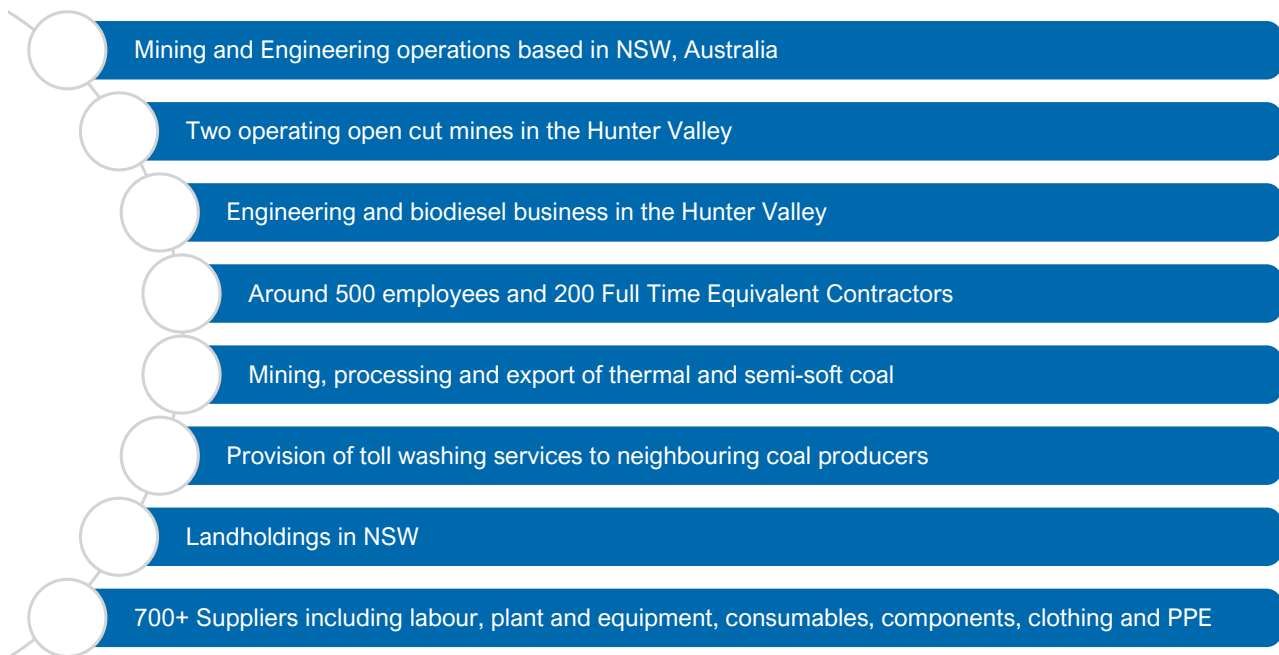 Mining and Engineering operations based in NSW, Australia
Two operating open cut mines in the Hunter Valley
Engineering and biodiesel business in the Hunter Valley
Around 500 employees and 200 Full Time Equivalent Contractors
Mining, processing and export of thermal and semi-soft coal
Provision of toll washing services to neighbouring coal producers
Landholdings in NSW
700+ Suppliers including labour, plant and equipment, consumables, components, clothing and PPE